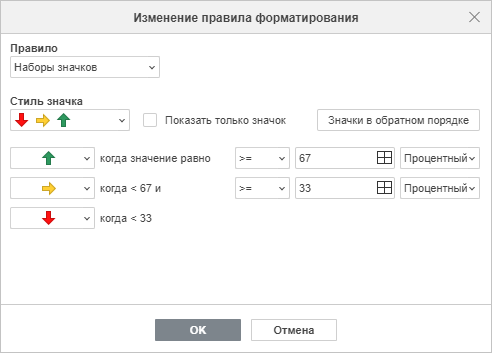 Изменение правила форматирования
Правило
Наборы значков
Стиль значка
Показать только значок
Значки в обратном порядке
когда значение равно >= 67 Процентный
когда < 67 и >= 33 Процентный
когда < 33
OK Отмена